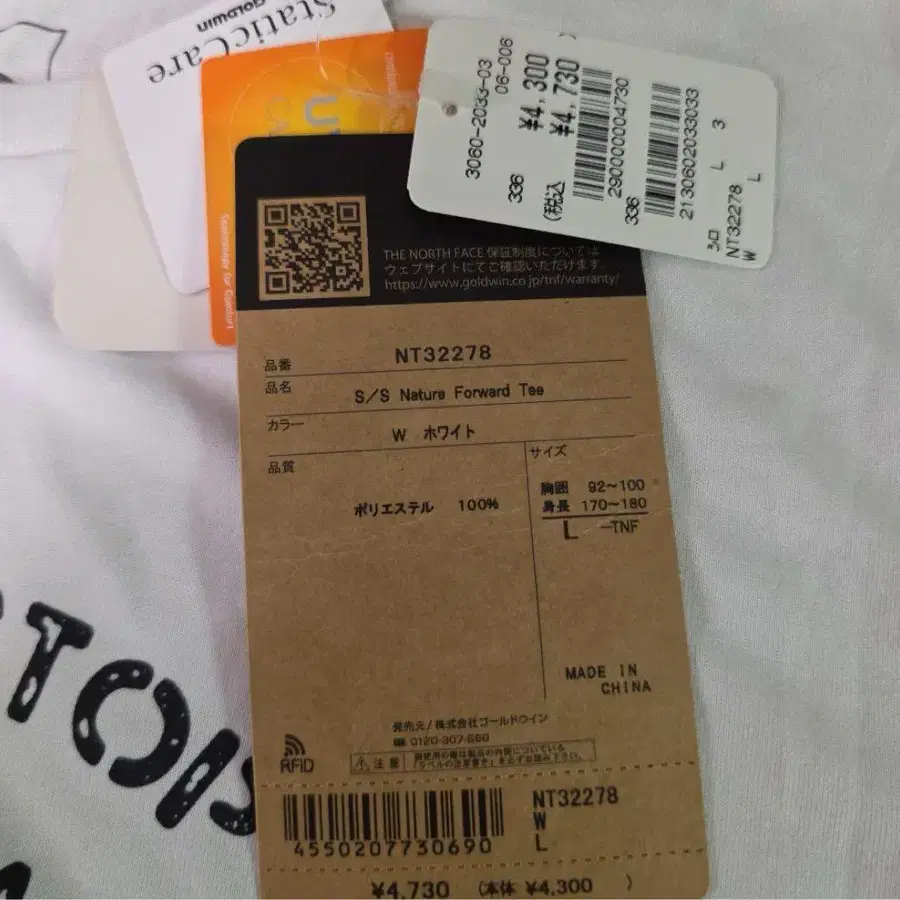 StaticCare
GOLDWIN
3060-2033-03
06-006
336 ¥4,300
(税込 ¥4,730 )
2900000004730
336
2130602033033
シロ L 3
NT32278
W L
THE NORTH FACE 保証制度については
ウェブサイトにてご確認いただけます。
https://www.goldwin.co.jp/tnf/warranty/
品番 NT32278
品名 S/S Nature Forward Tee
カラー W ホワイト
品質
ポリエステル 100%
サイズ
胸囲 92~100
身長 170~180
L -TNF
MADE IN
CHINA
発売元/株式会社ゴールドウイン
0120-307-560
RFID
注意
NT32278
W
L
4550207730690
¥4,730 (本体 ¥4,300 )